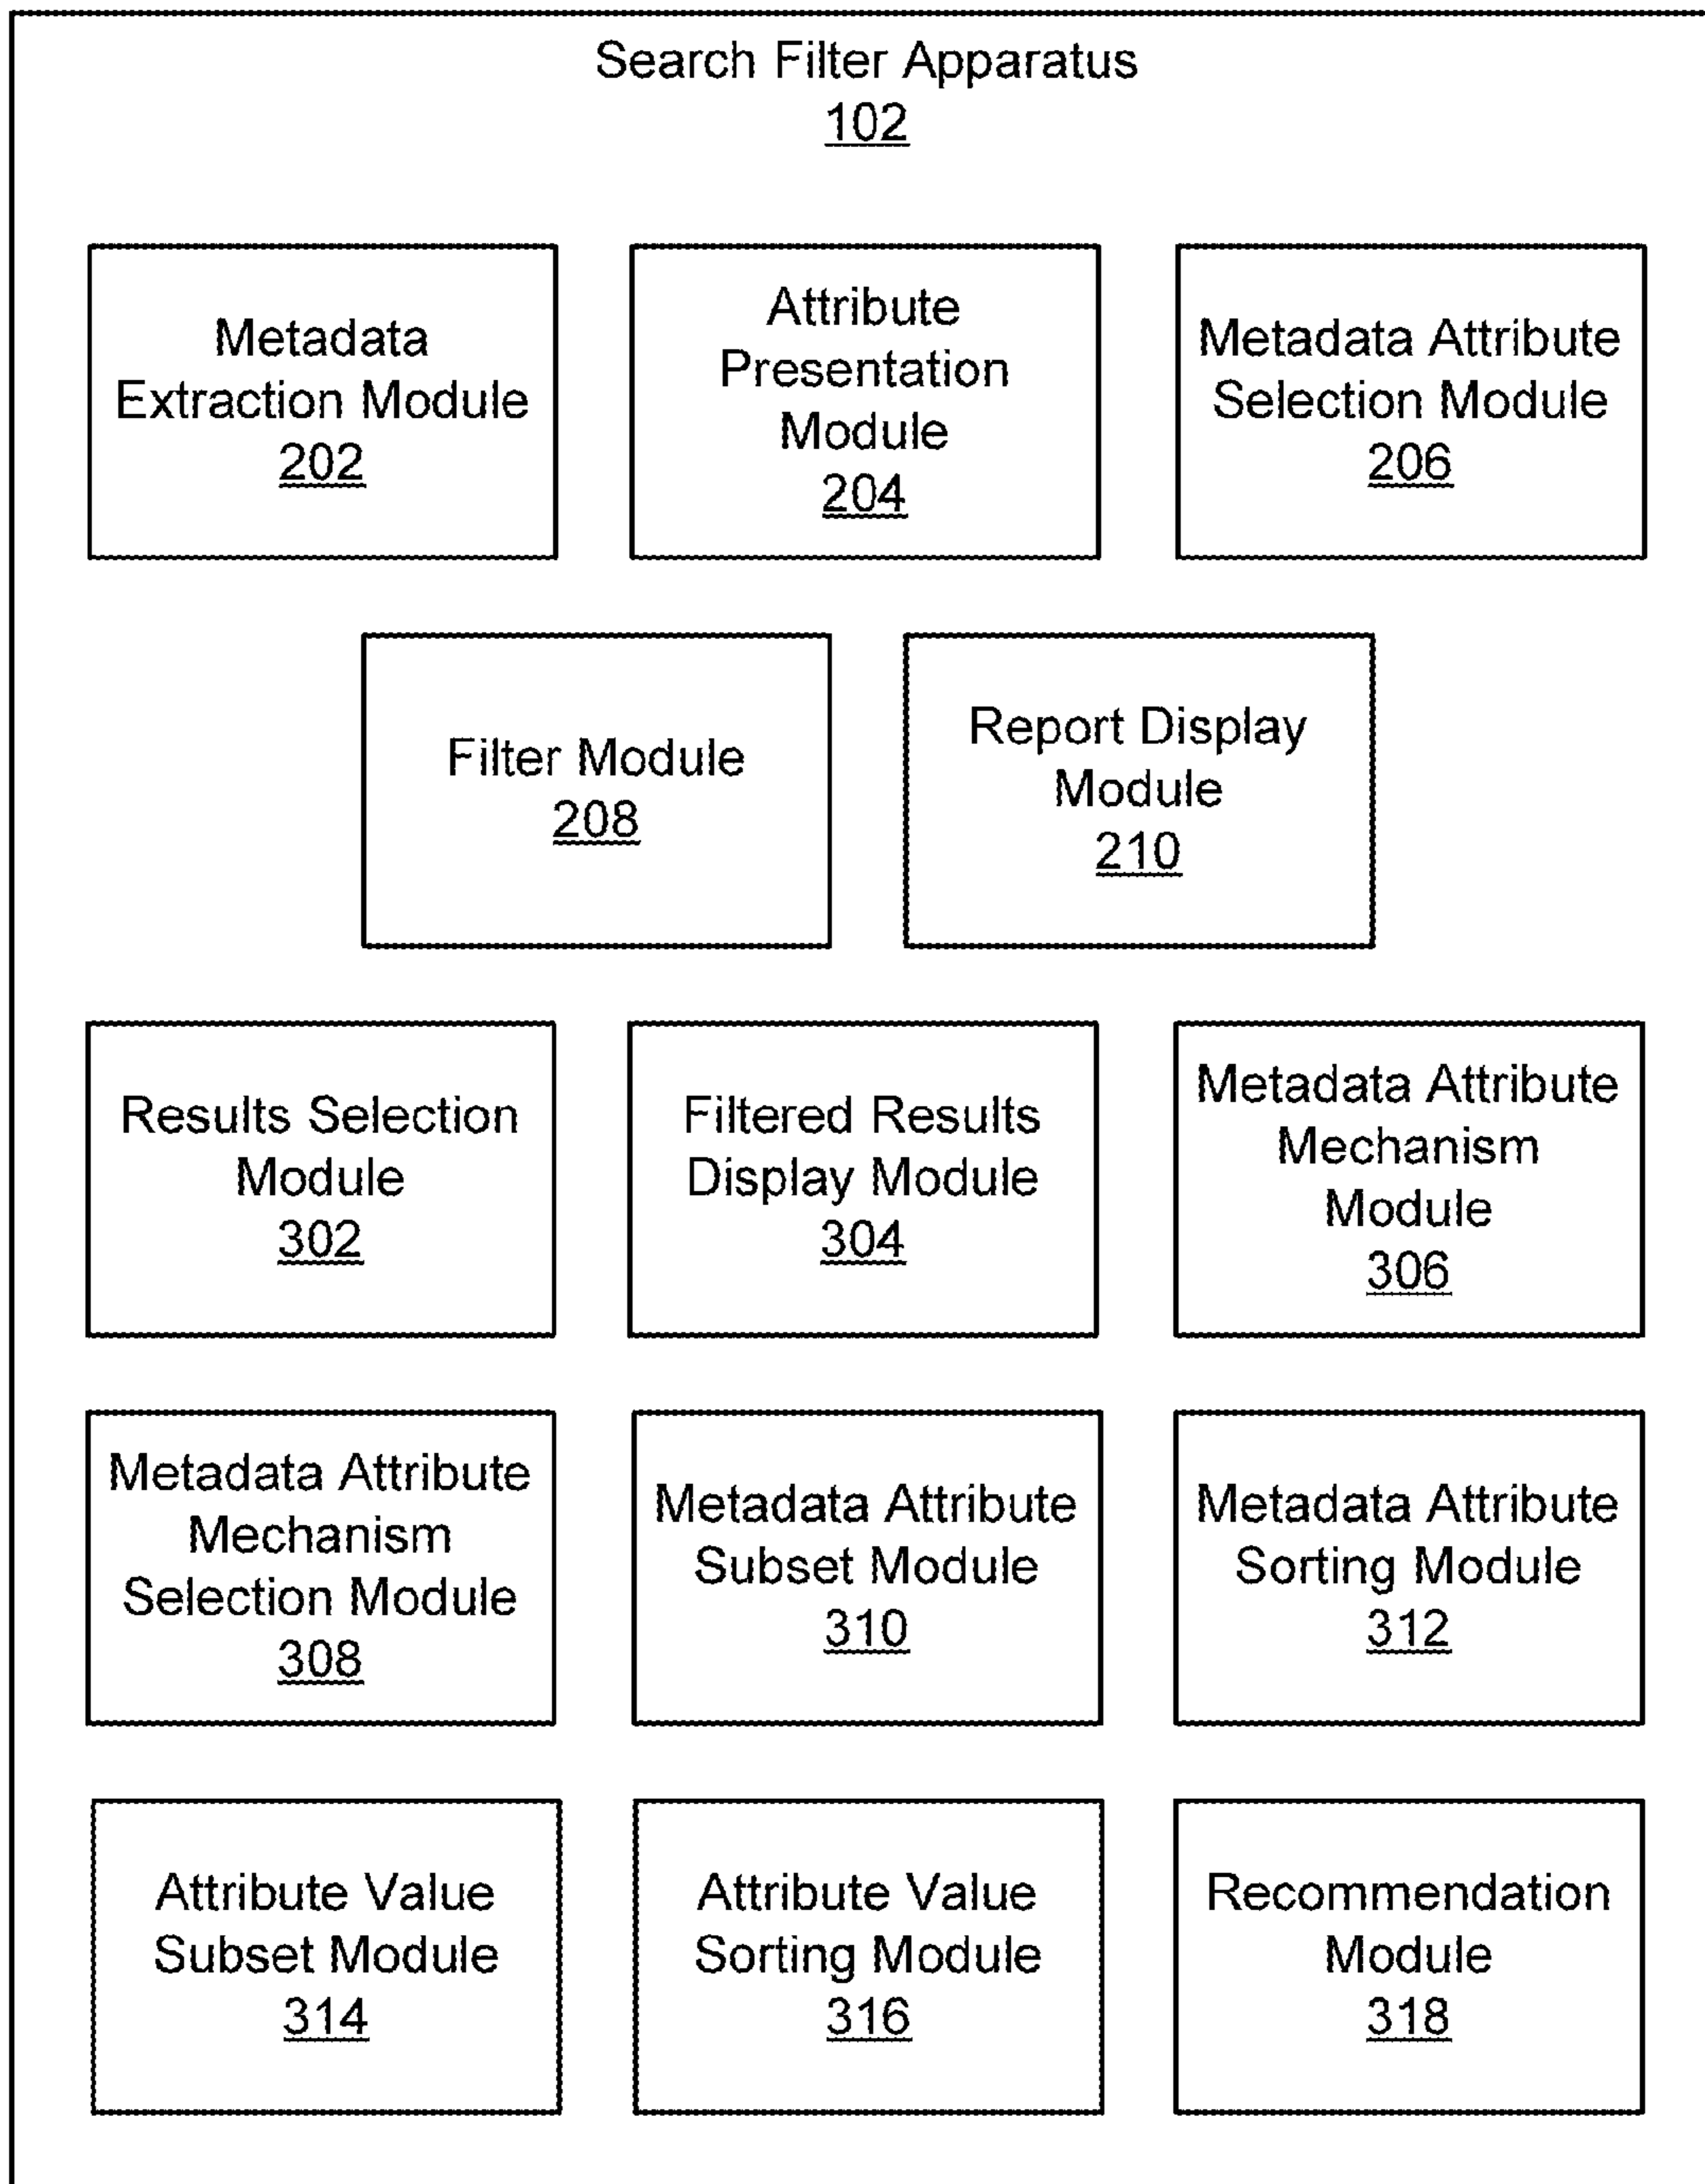 Search Filter Apparatus
102
Metadata
Extraction Module
202
Attribute
Presentation
Module
204
Metadata Attribute
Selection Module
206
Filter Module
208
Report Display
Module
210
Results Selection
Module
302
Filtered Results
Display Module
304
Metadata Attribute
Mechanism
Module
306
Metadata Attribute
Mechanism
Selection Module
308
Metadata Attribute
Subset Module
310
Metadata Attribute
Sorting Module
312
Attribute Value
Subset Module
314
Attribute Value
Sorting Module
316
Recommendation
Module
318